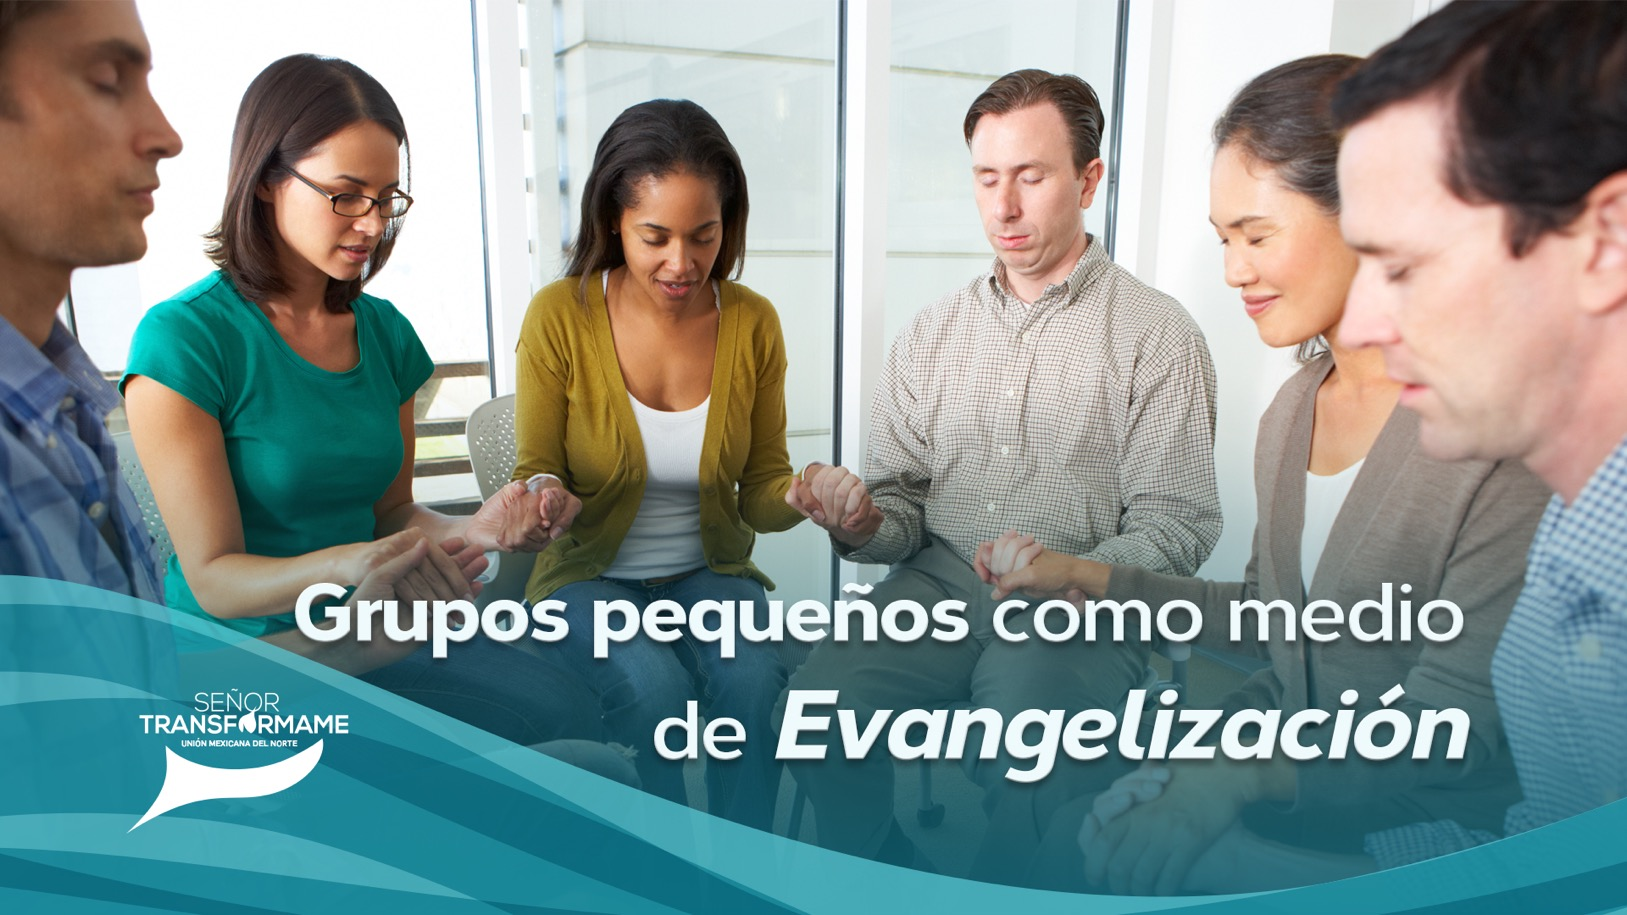 Grupos pequeños como medio
de Evangelización
SEÑOR
TRANSFORMAME
UNIÓN MEXICANA DEL NORTE